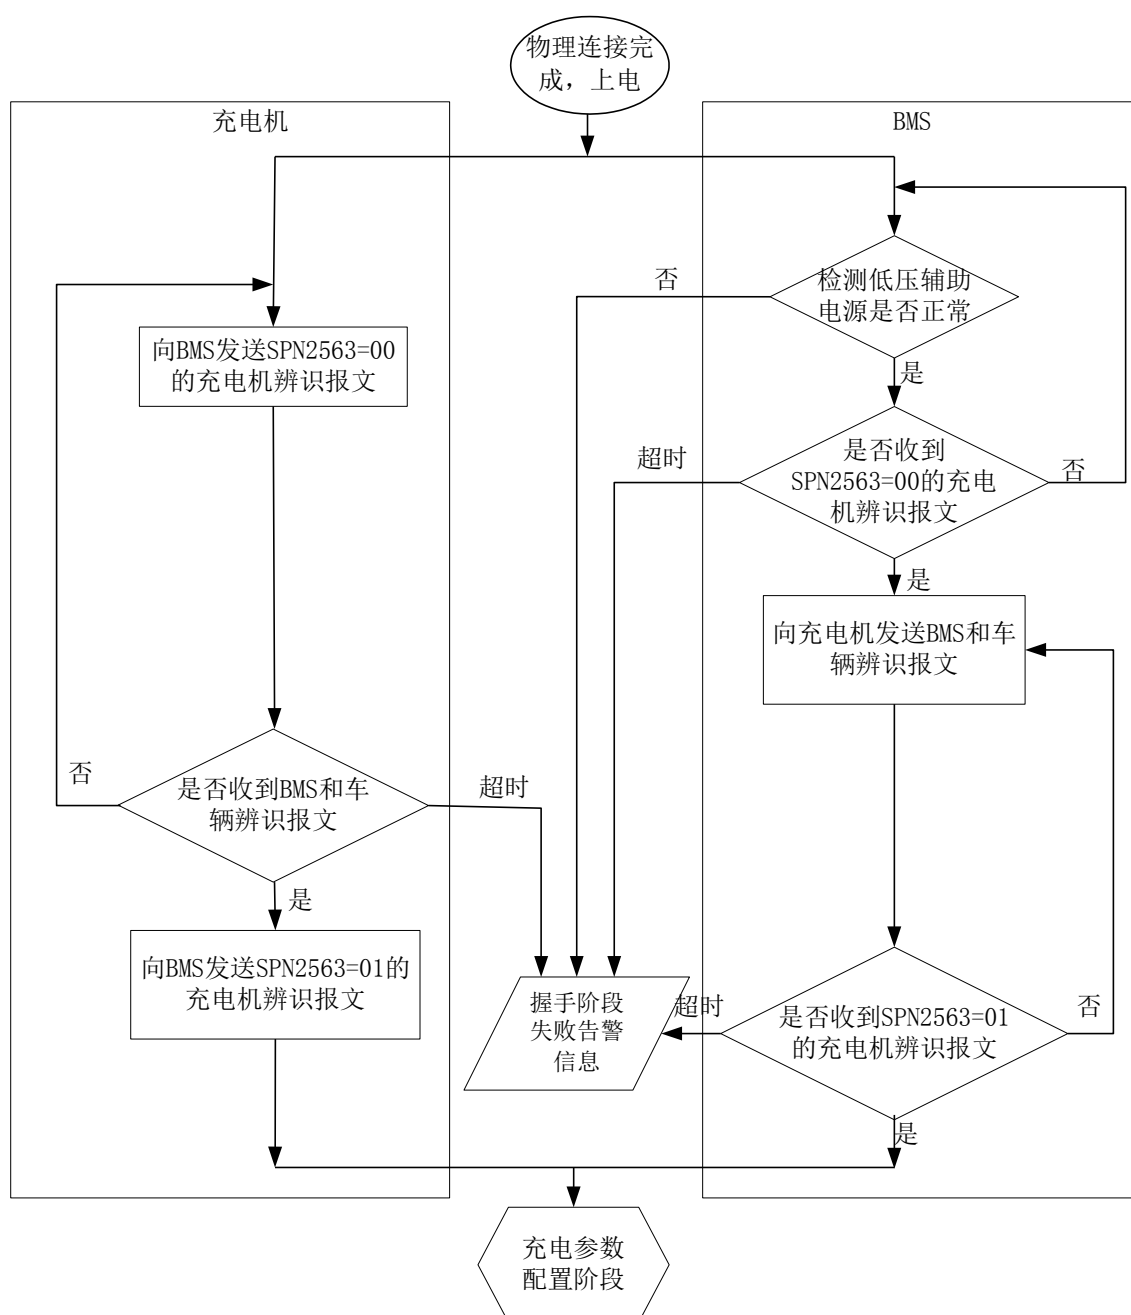 物理连接完
成，上电
充电机
BMS
否
检测低压辅助
电源是否正常
是
向BMS发送SPN2563=00
的充电机辨识报文
超时
是否收到
SPN2563=00的充电
机辨识报文
否
是
向充电机发送BMS和车
辆辨识报文
否
是否收到BMS和车
辆辨识报文
超时
是
向BMS发送SPN2563=01的
充电机辨识报文
握手阶段
失败告警
信息
超时
是否收到SPN2563=01
的充电机辨识报文
否
是
充电参数
配置阶段